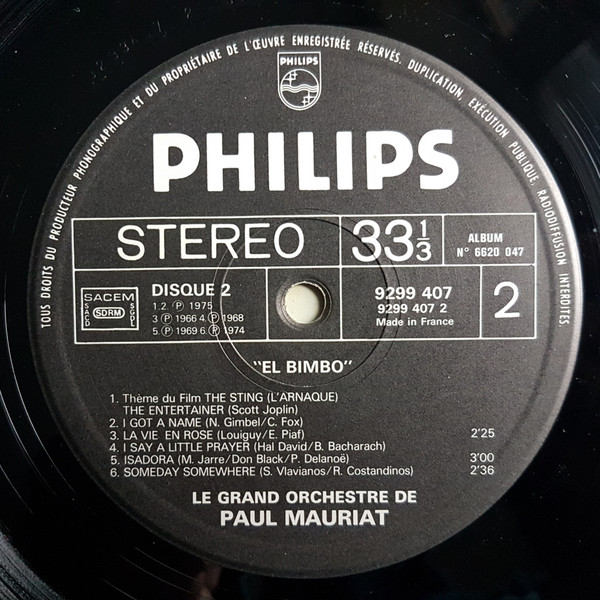 TOUS DROITS DU PRODUCTEUR PHONOGRAPHIQUE ET DU PROPRIÉTAIRE DE L'ŒUVRE ENREGISTRÉE RÉSERVÉS. DUPLICATION, EXÉCUTION PUBLIQUE, RADIODIFFUSION INTERDITES
PHILIPS
PHILIPS
STEREO 33 1/3 ALBUM
N° 6620 047
SACEM
SACD SDRM SGDL
DISQUE 2
1.2 Ⓟ 1975
3 Ⓟ 1966 4. Ⓟ 1968
5. Ⓟ 1969 6. Ⓟ 1974
9299 407
9299 407 2
Made in France
2
"EL BIMBO"
1. Thème du Film THE STING (L'ARNAQUE)
THE ENTERTAINER (Scott Joplin)
2. I GOT A NAME (N. Gimbel/C. Fox)
3. LA VIE EN ROSE (Louiguy/E. Piaf) 2'25
4. I SAY A LITTLE PRAYER (Hal David/B. Bacharach)
5. ISADORA (M. Jarre/Don Black/P. Delanoë) 3'00
6. SOMEDAY SOMEWHERE (S. Vlavianos/R. Costandinos) 2'36
LE GRAND ORCHESTRE DE
PAUL MAURIAT